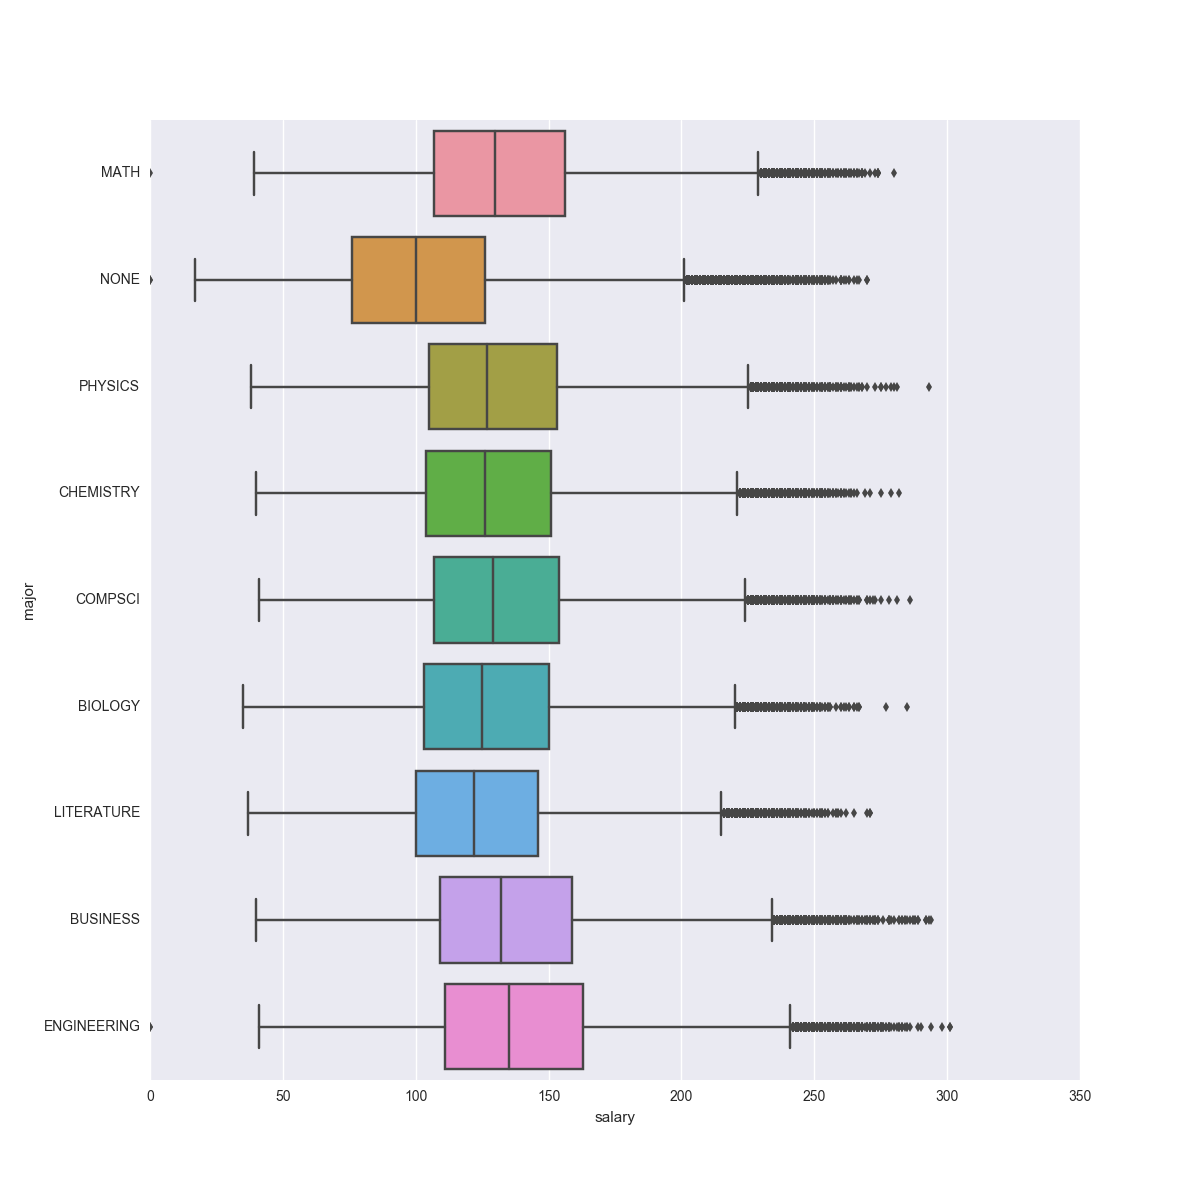 MATH
NONE
PHYSICS
CHEMISTRY
COMPSCI
major
BIOLOGY
LITERATURE
BUSINESS
ENGINEERING
0 50 100 150 200 250 300 350
salary